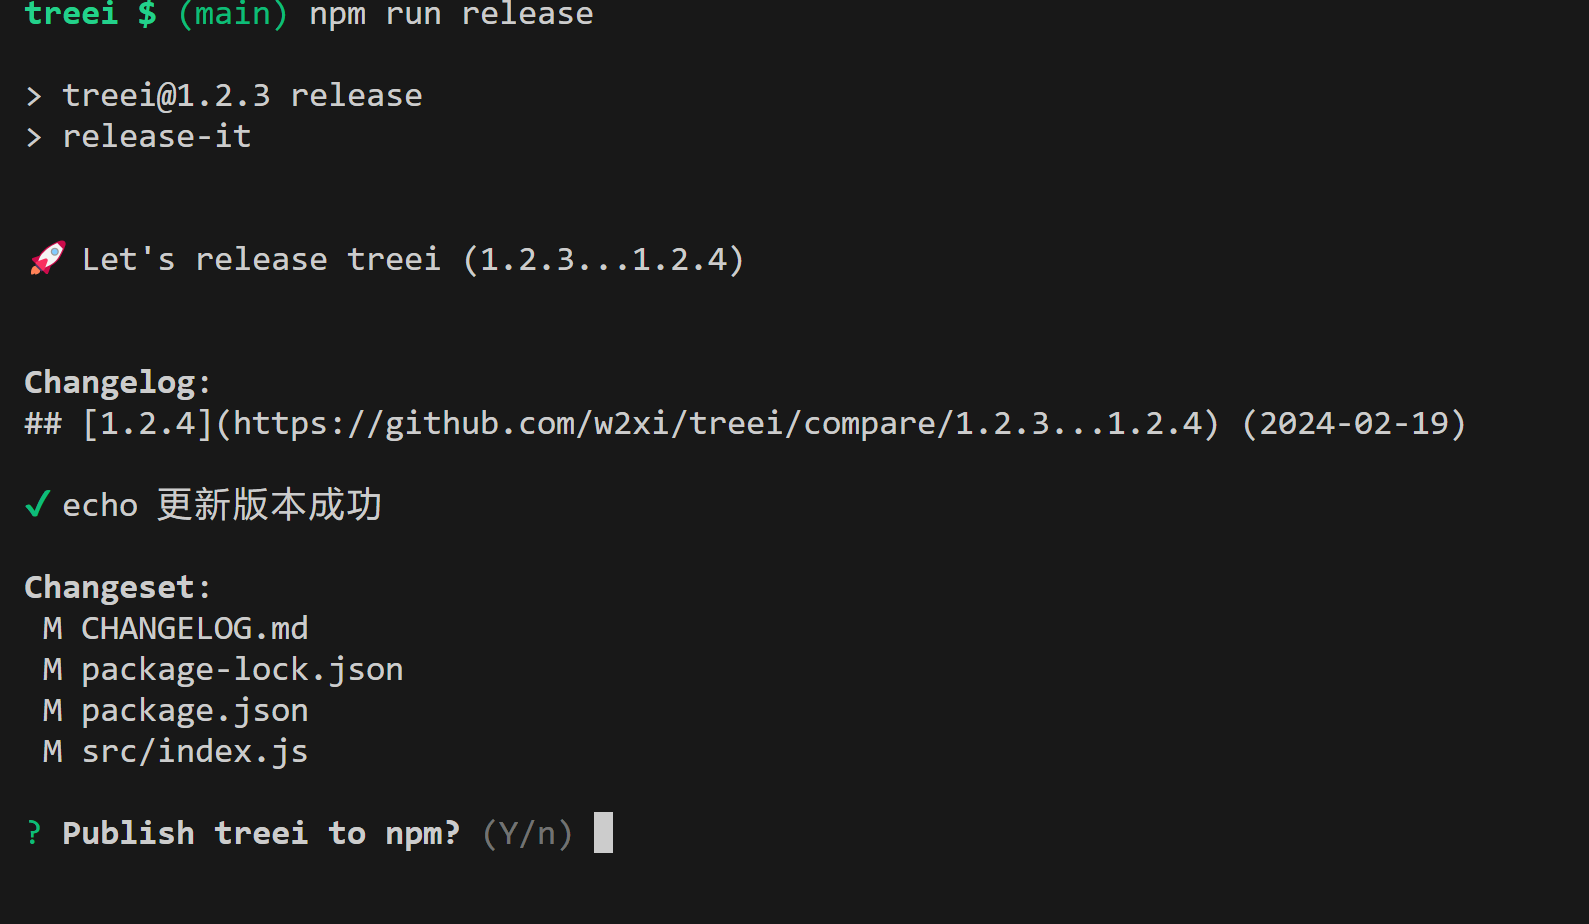 treei $ (main) npm run release
> treei@1.2.3 release
> release-it
🚀 Let's release treei (1.2.3...1.2.4)
Changelog:
## [1.2.4](https://github.com/w2xi/treei/compare/1.2.3...1.2.4) (2024-02-19)
✔ echo 更新版本成功
Changeset:
M CHANGELOG.md
M package-lock.json
M package.json
M src/index.js
? Publish treei to npm? (Y/n)